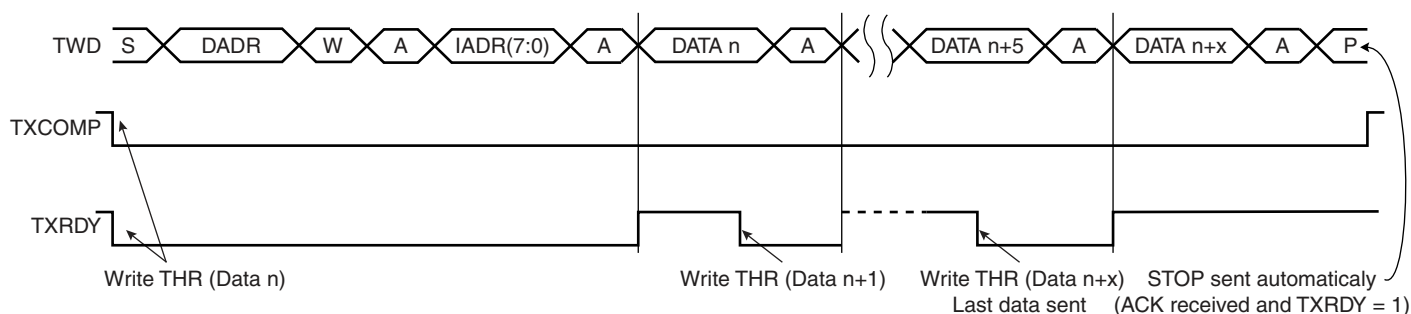 TWD S DADR W A IADR(7:0) A DATA n A DATA n+5 A DATA n+x A P
TXCOMP
TXRDY
Write THR (Data n) Write THR (Data n+1) Write THR (Data n+x) STOP sent automaticaly
Last data sent (ACK received and TXRDY = 1)